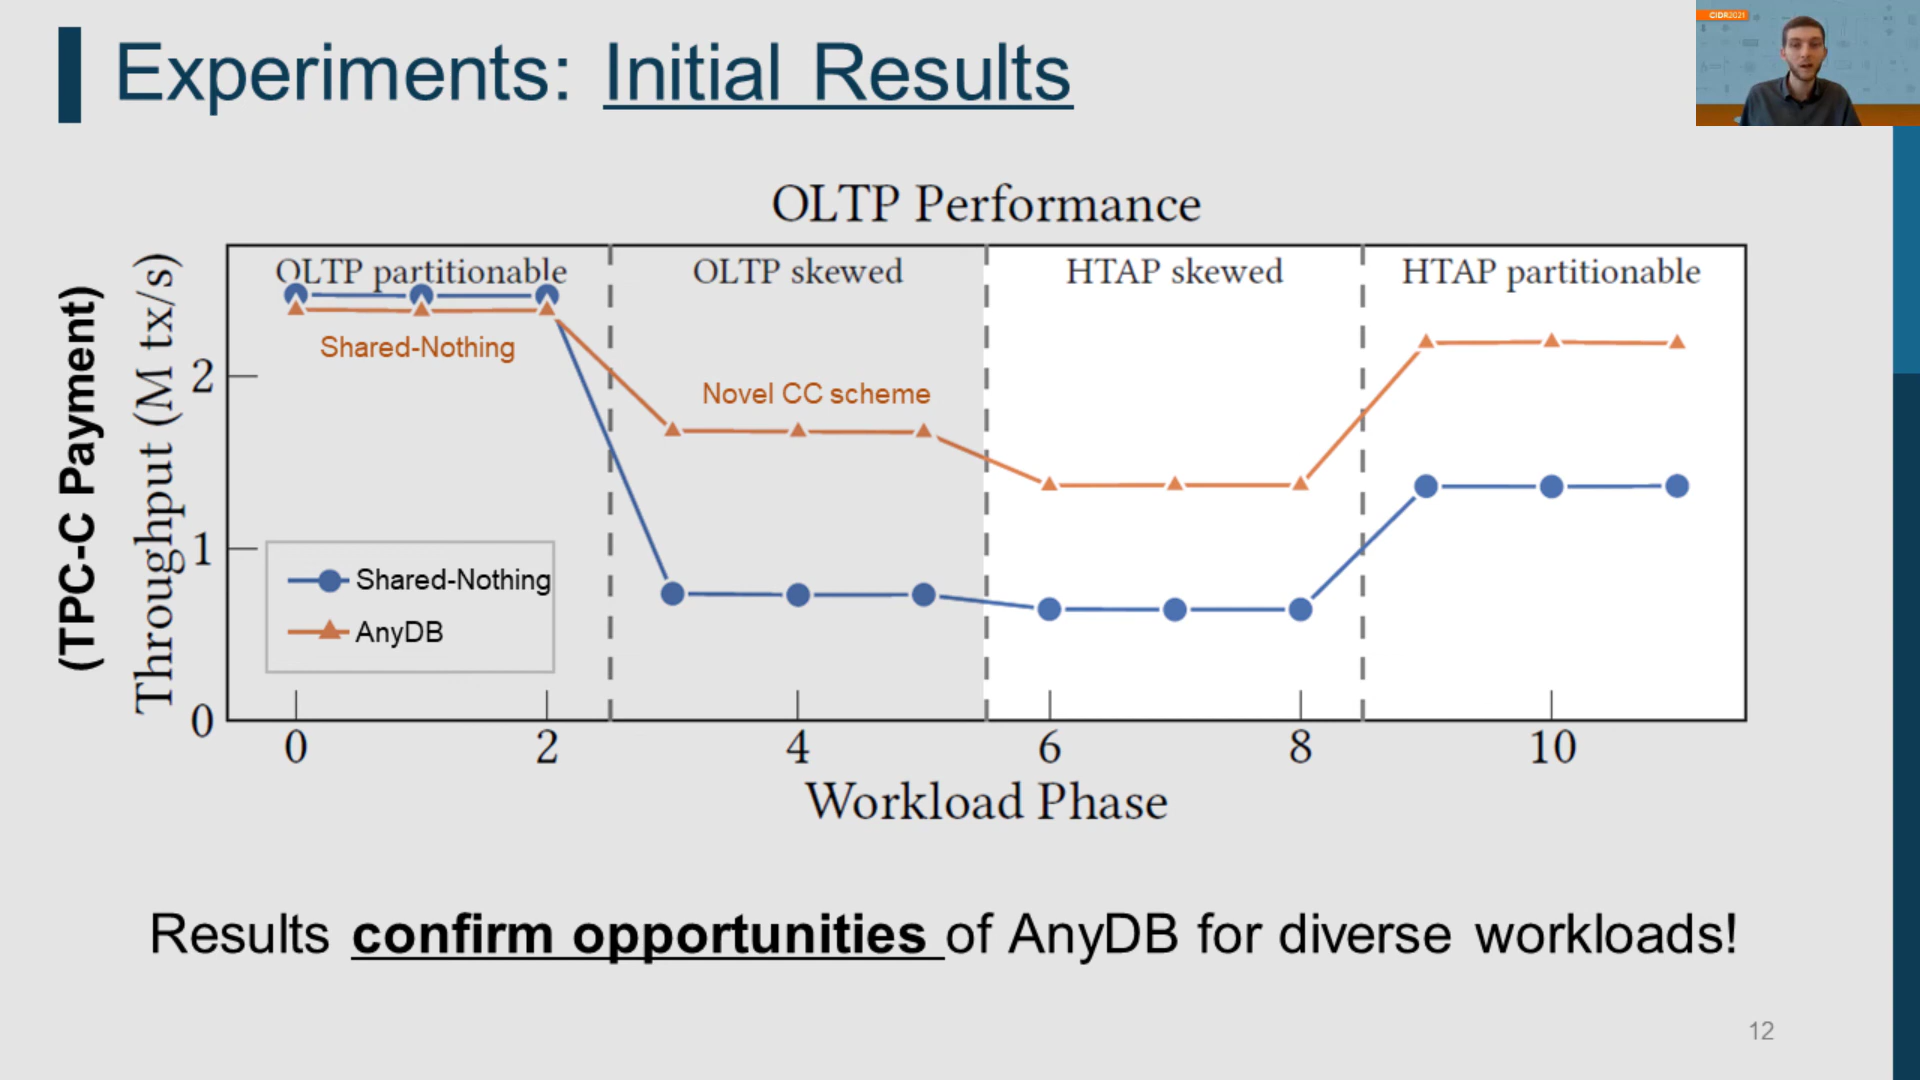 Experiments: Initial Results
CIDR2021
OLTP Performance
(TPC-C Payment)
Throughput (M tx/s)
OLTP partitionable
OLTP skewed
HTAP skewed
HTAP partitionable
Shared-Nothing
Novel CC scheme
2
1
0
Shared-Nothing
AnyDB
0
2
4
6
8
10
Workload Phase
Results confirm opportunities of AnyDB for diverse workloads!
12